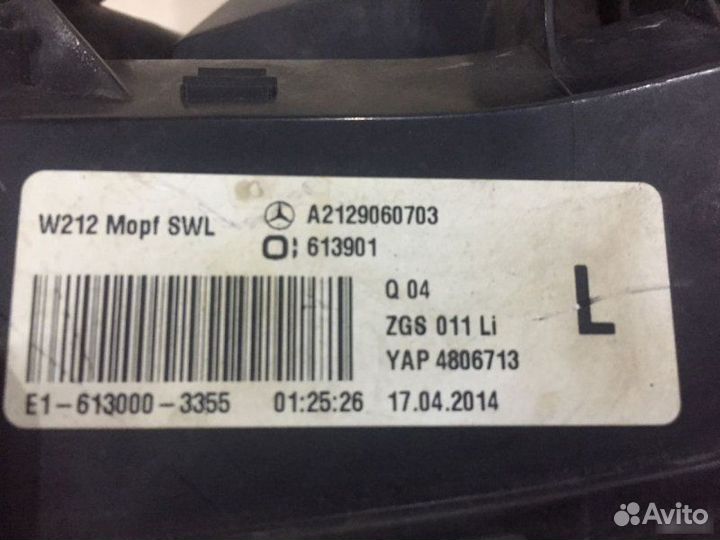 W212 Mopf SWL A2129060703
613901
Q 04
ZGS 011 Li
L
YAP 4806713
E1-613000-3355 01:25:26 17.04.2014
Avito